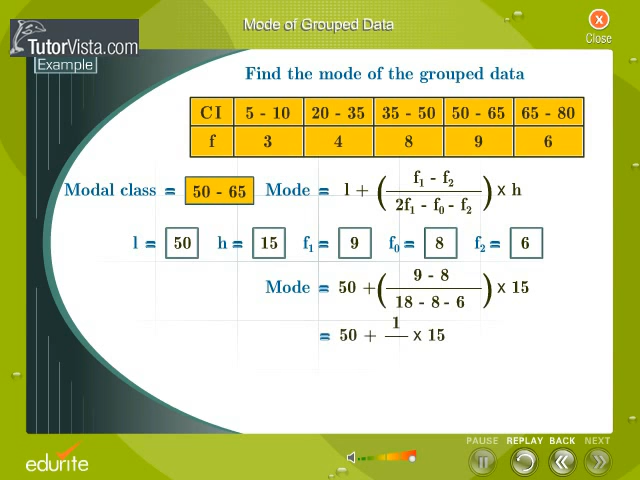 Mode of Grouped Data
Close
TutorVista.com
Example
Find the mode of the grouped data
CI 5 - 10 20 - 35 35 - 50 50 - 65 65 - 80
f 3 4 8 9 6
Modal class = 50 - 65 Mode = l + ( f₁ - f₂ / 2f₁ - f₀ - f₂ ) x h
l = 50 h = 15 f₁ = 9 f₀ = 8 f₂ = 6
Mode = 50 + ( 9 - 8 / 18 - 8 - 6 ) x 15
= 50 + 1 / x 15
PAUSE REPLAY BACK NEXT
edurite